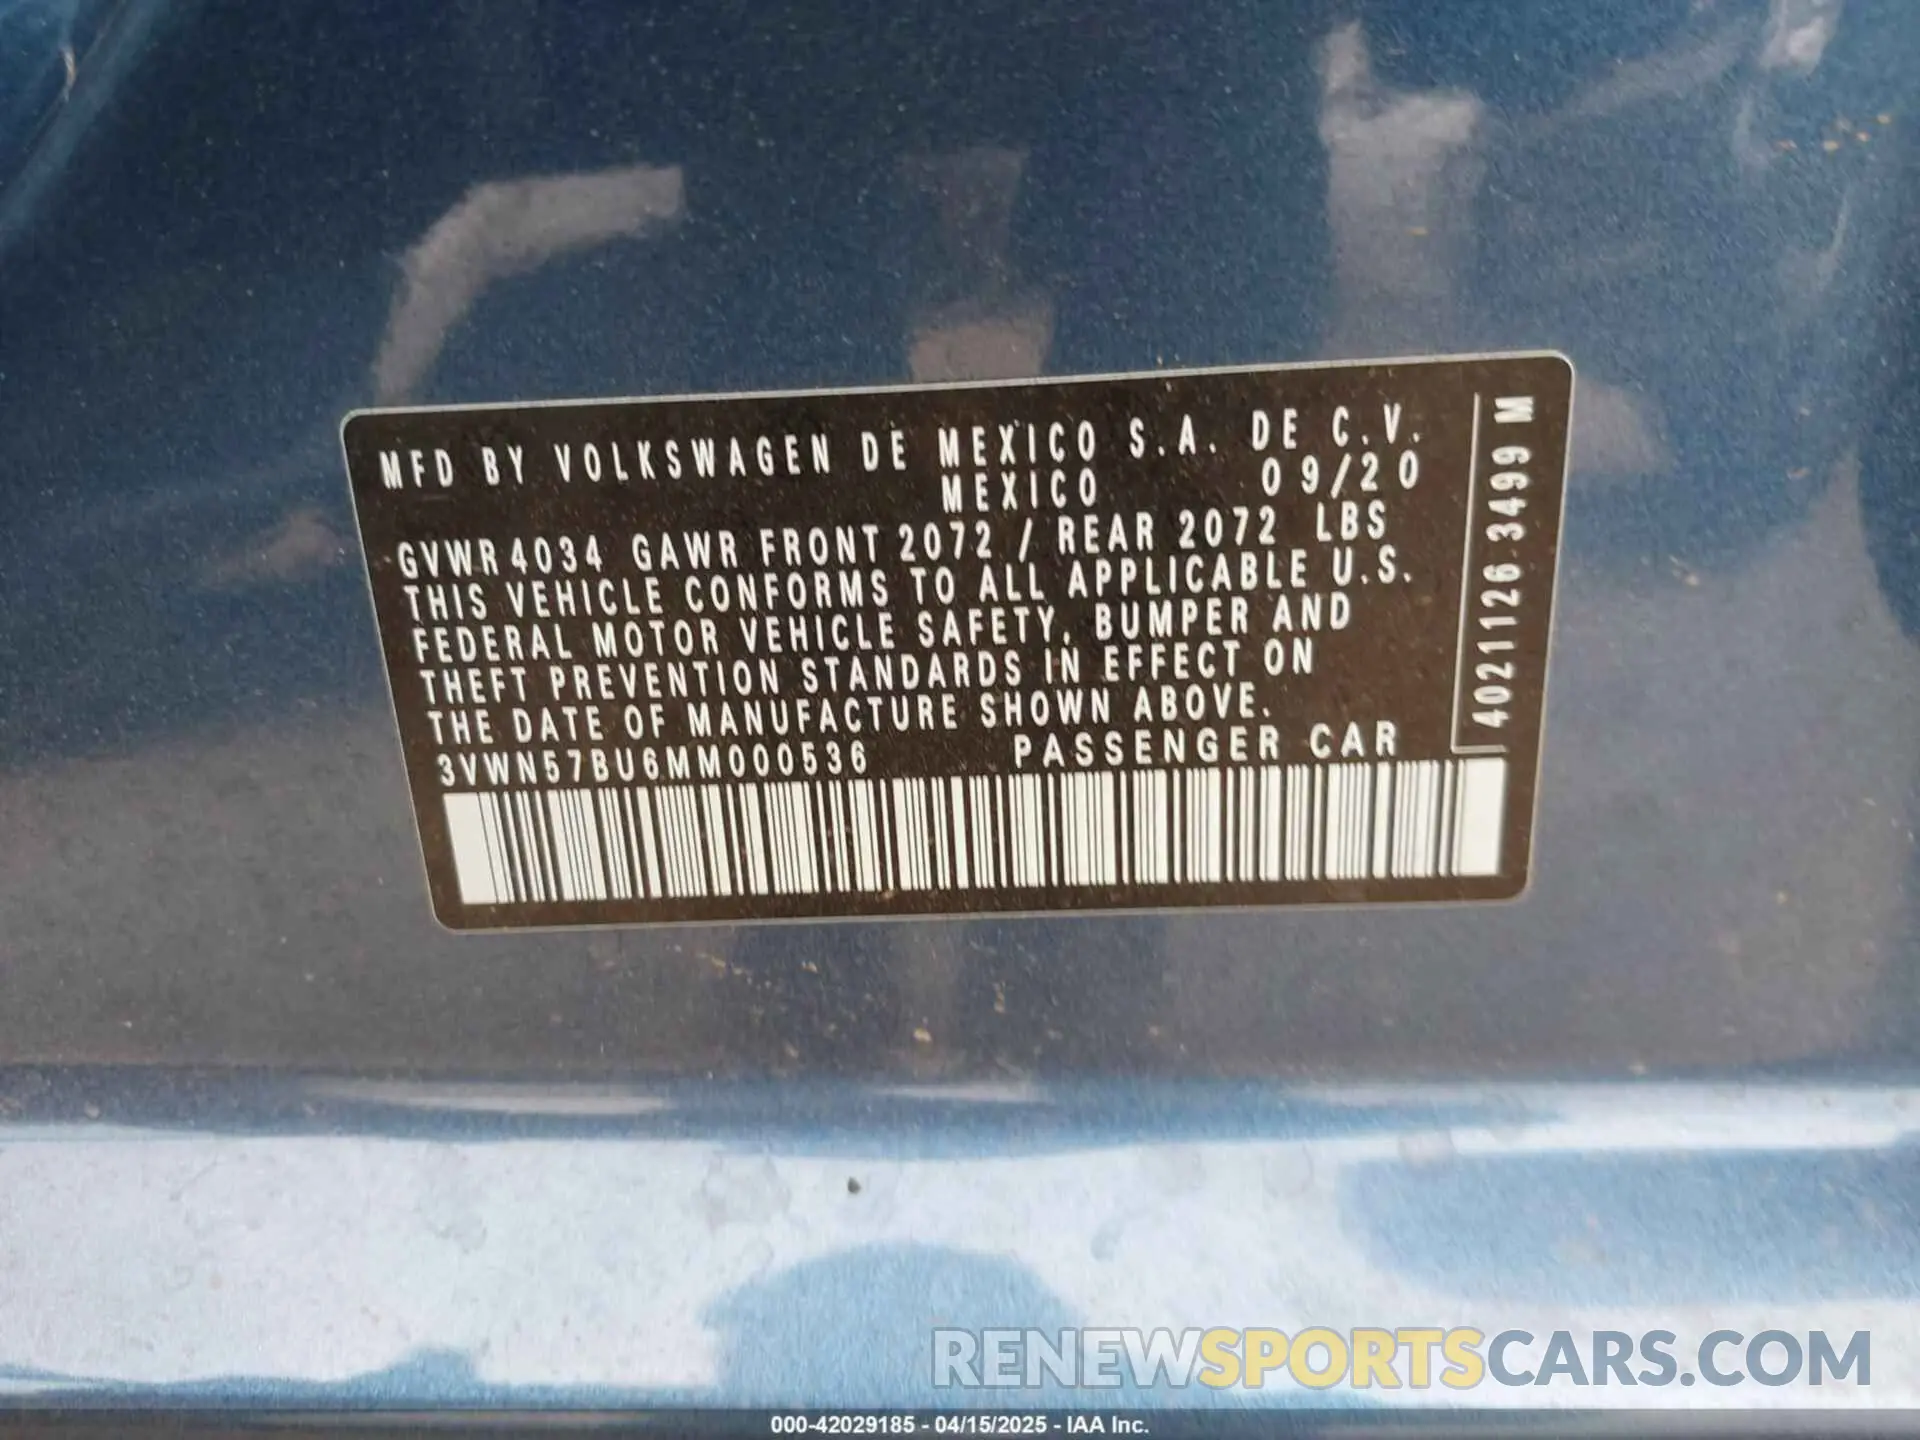 MFD BY VOLKSWAGEN DE MEXICO S.A. DE C.V.
MEXICO 09/20
GVWR 4034 GAWR FRONT 2072 / REAR 2072 LBS
THIS VEHICLE CONFORMS TO ALL APPLICABLE U.S.
FEDERAL MOTOR VEHICLE SAFETY, BUMPER AND
THEFT PREVENTION STANDARDS IN EFFECT ON
THE DATE OF MANUFACTURE SHOWN ABOVE.
3VWN57BU6MM000536 PASSENGER CAR
4021126 3499 M
RENEWSPORTSCARS.COM
000-42029185 - 04/15/2025 - IAA Inc.